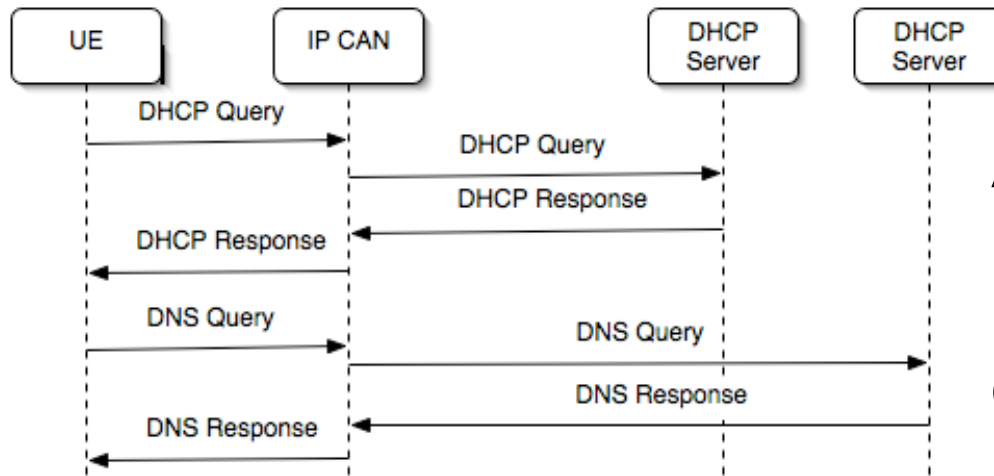 UE
IP CAN
DHCP
Server
DHCP
Server
DHCP Query
DHCP Query
DHCP Response
DHCP Response
DNS Query
DNS Query
DNS Response
DNS Response